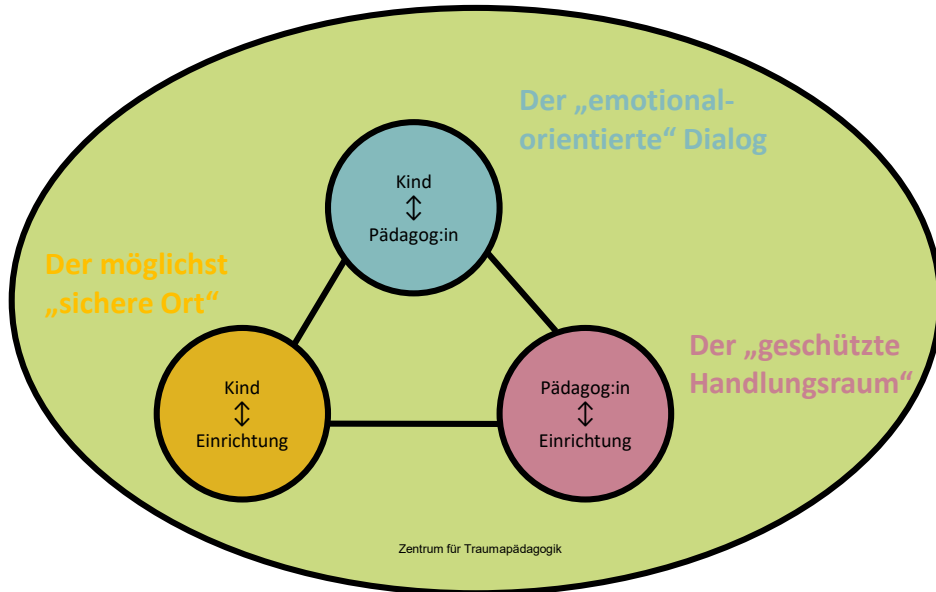 Der „emotional-
orientierte“ Dialog
Kind
↕
Pädagog:in
Der möglichst
„sichere Ort“
Kind
↕
Einrichtung
Der „geschützte
Handlungsraum“
Pädagog:in
↕
Einrichtung
Zentrum für Traumapädagogik